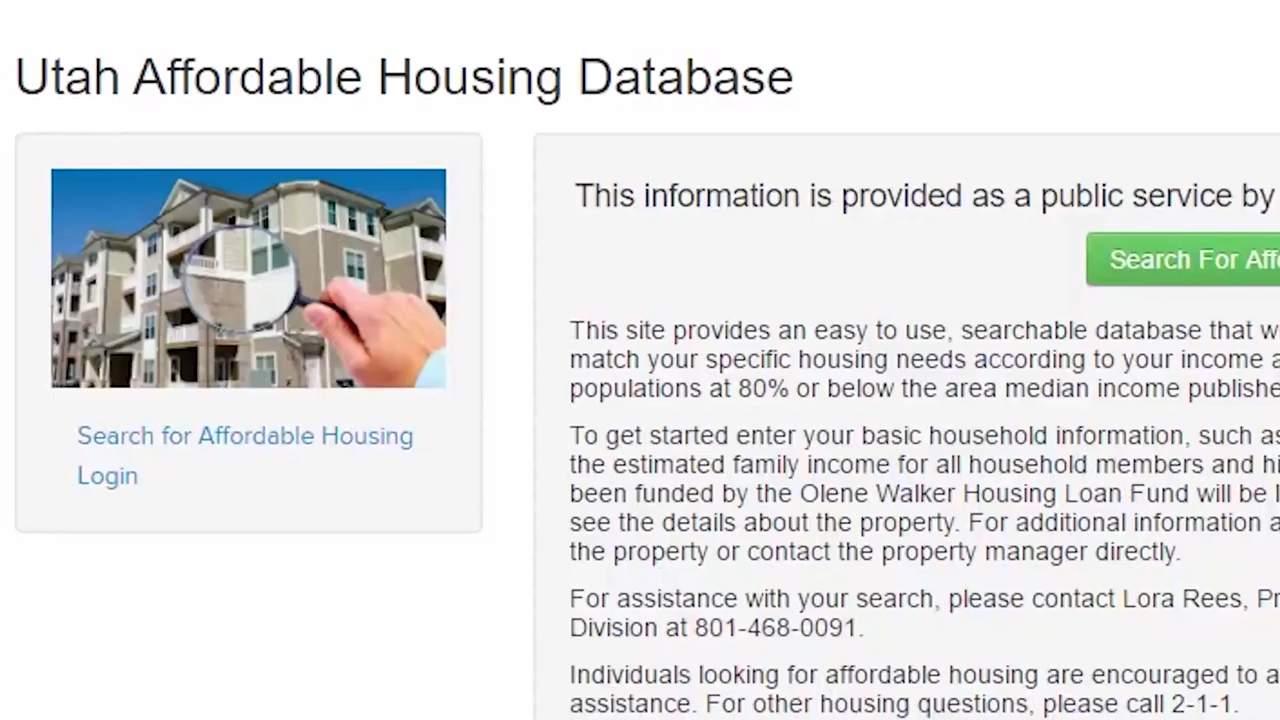 Utah Affordable Housing Database
Search for Affordable Housing
Login
This information is provided as a public service by
Search For
This site provides an easy to use, searchable database that
match your specific housing needs according to your income
populations at 80% or below the area median income
To get started enter your basic household information, such as
the estimated family income for all household members and
been funded by the Olene Walker Housing Loan Fund will be
see the details about the property. For additional information
the property or contact the property manager directly.
For assistance with your search, please contact Lora Rees,
Division at 801-468-0091.
Individuals looking for affordable housing are encouraged to
assistance. For other housing questions, please call 2-1-1.